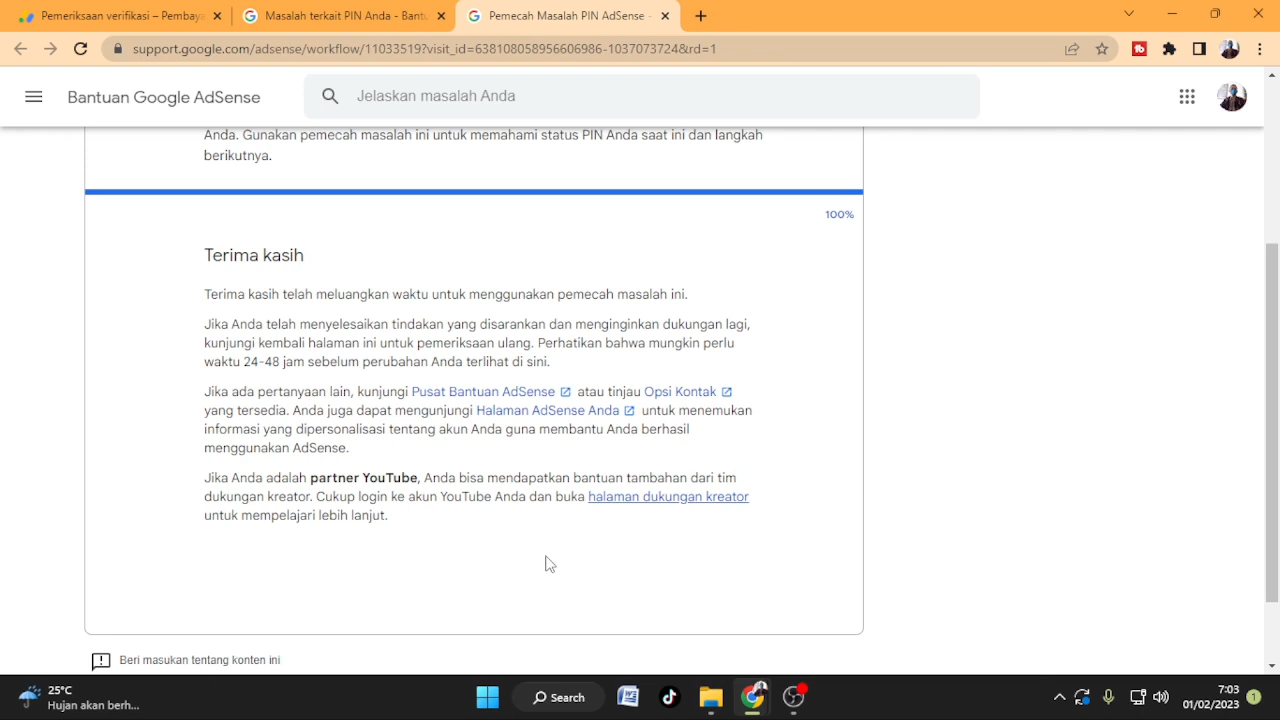 Pemeriksaan verifikasi – Pembaya
Masalah terkait PIN Anda - Bantu
Pemecah Masalah PIN AdSense -
support.google.com/adsense/workflow/11033519?visit_id=638108058956606986-1037073724&rd=1
Bantuan Google AdSense
Jelaskan masalah Anda
Anda. Gunakan pemecah masalah ini untuk memahami status PIN Anda saat ini dan langkah
berikutnya.
100%
Terima kasih
Terima kasih telah meluangkan waktu untuk menggunakan pemecah masalah ini.
Jika Anda telah menyelesaikan tindakan yang disarankan dan menginginkan dukungan lagi,
kunjungi kembali halaman ini untuk pemeriksaan ulang. Perhatikan bahwa mungkin perlu
waktu 24-48 jam sebelum perubahan Anda terlihat di sini.
Jika ada pertanyaan lain, kunjungi Pusat Bantuan AdSense atau tinjau Opsi Kontak
yang tersedia. Anda juga dapat mengunjungi Halaman AdSense Anda untuk menemukan
informasi yang dipersonalisasi tentang akun Anda guna membantu Anda berhasil
menggunakan AdSense.
Jika Anda adalah partner YouTube, Anda bisa mendapatkan bantuan tambahan dari tim
dukungan kreator. Cukup login ke akun YouTube Anda dan buka halaman dukungan kreator
untuk mempelajari lebih lanjut.
Beri masukan tentang konten ini
25°C
Hujan akan berh...
Search
7:03
01/02/2023
1